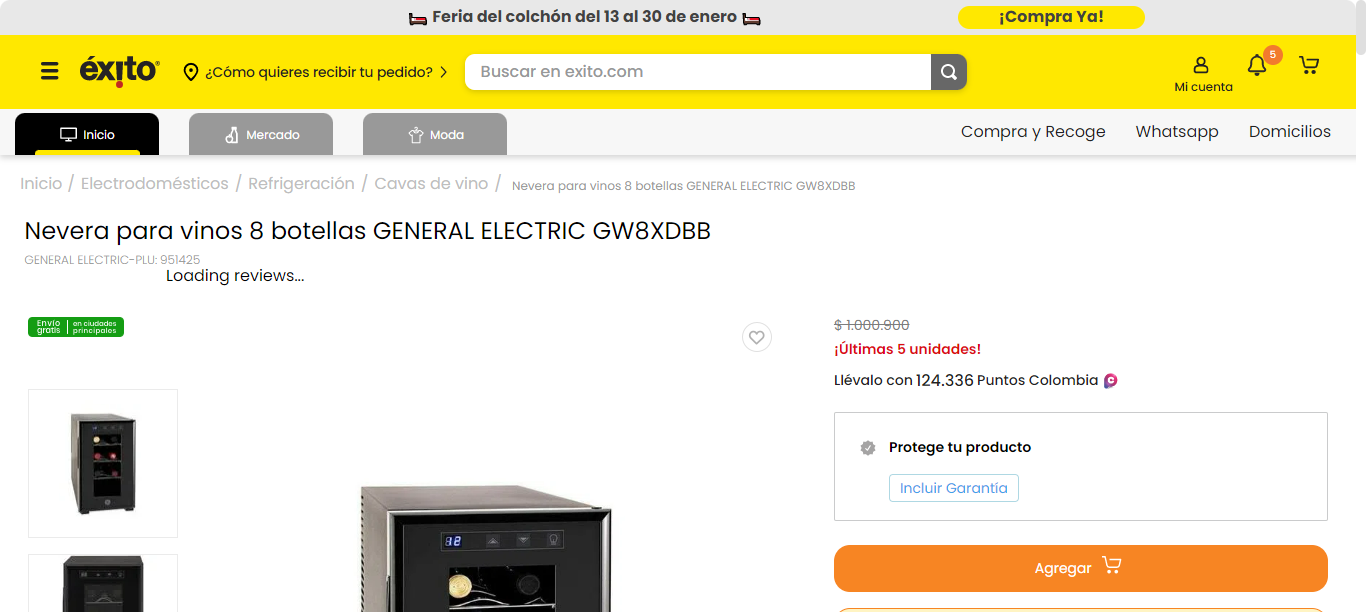 Feria del colchón del 13 al 30 de enero
¡Compra Ya!
éxito
¿Cómo quieres recibir tu pedido?
Buscar en exito.com
Mi cuenta
5
Inicio
Mercado
Moda
Compra y Recoge
Whatsapp
Domicilios
Inicio / Electrodomésticos / Refrigeración / Cavas de vino / Nevera para vinos 8 botellas GENERAL ELECTRIC GW8XDBB
Nevera para vinos 8 botellas GENERAL ELECTRIC GW8XDBB
GENERAL ELECTRIC-PLU: 951425
Loading reviews...
Envío gratis
en ciudades principales
$ 1.000.900
¡Últimas 5 unidades!
Llévalo con 124.336 Puntos Colombia
Protege tu producto
Incluir Garantía
12
Agregar